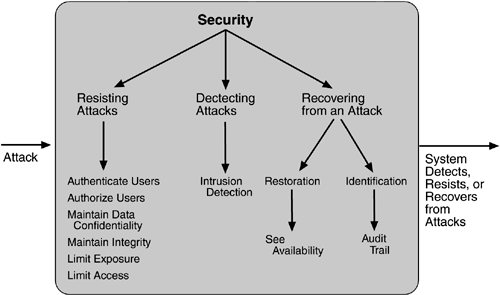 Security
Resisting
Attacks
Dectecting
Attacks
Recovering
from an Attack
Attack
System
Detects,
Resists, or
Recovers
from
Attacks
Authenticate Users
Authorize Users
Maintain Data
Confidentiality
Maintain Integrity
Limit Exposure
Limit Access
Intrusion
Detection
Restoration
Identification
See
Availability
Audit
Trail